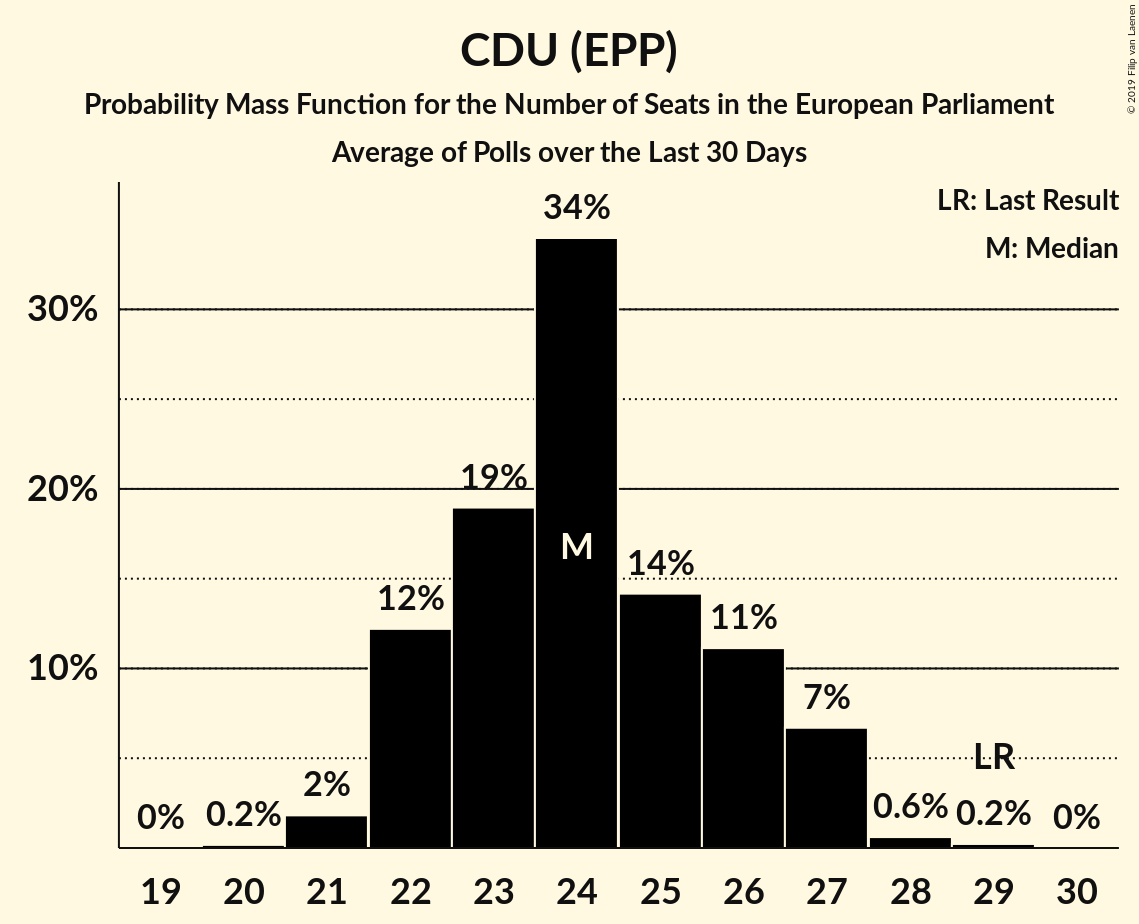 CDU (EPP)
Probability Mass Function for the Number of Seats in the European Parliament
Average of Polls over the Last 30 Days
© 2019 Filip van Laenen
LR: Last Result
M: Median
34%
30%
20%
19%
M
14%
12%
11%
10%
7%
LR
2%
0%
0.2%
0.6%
0.2%
0%
19 20 21 22 23 24 25 26 27 28 29 30